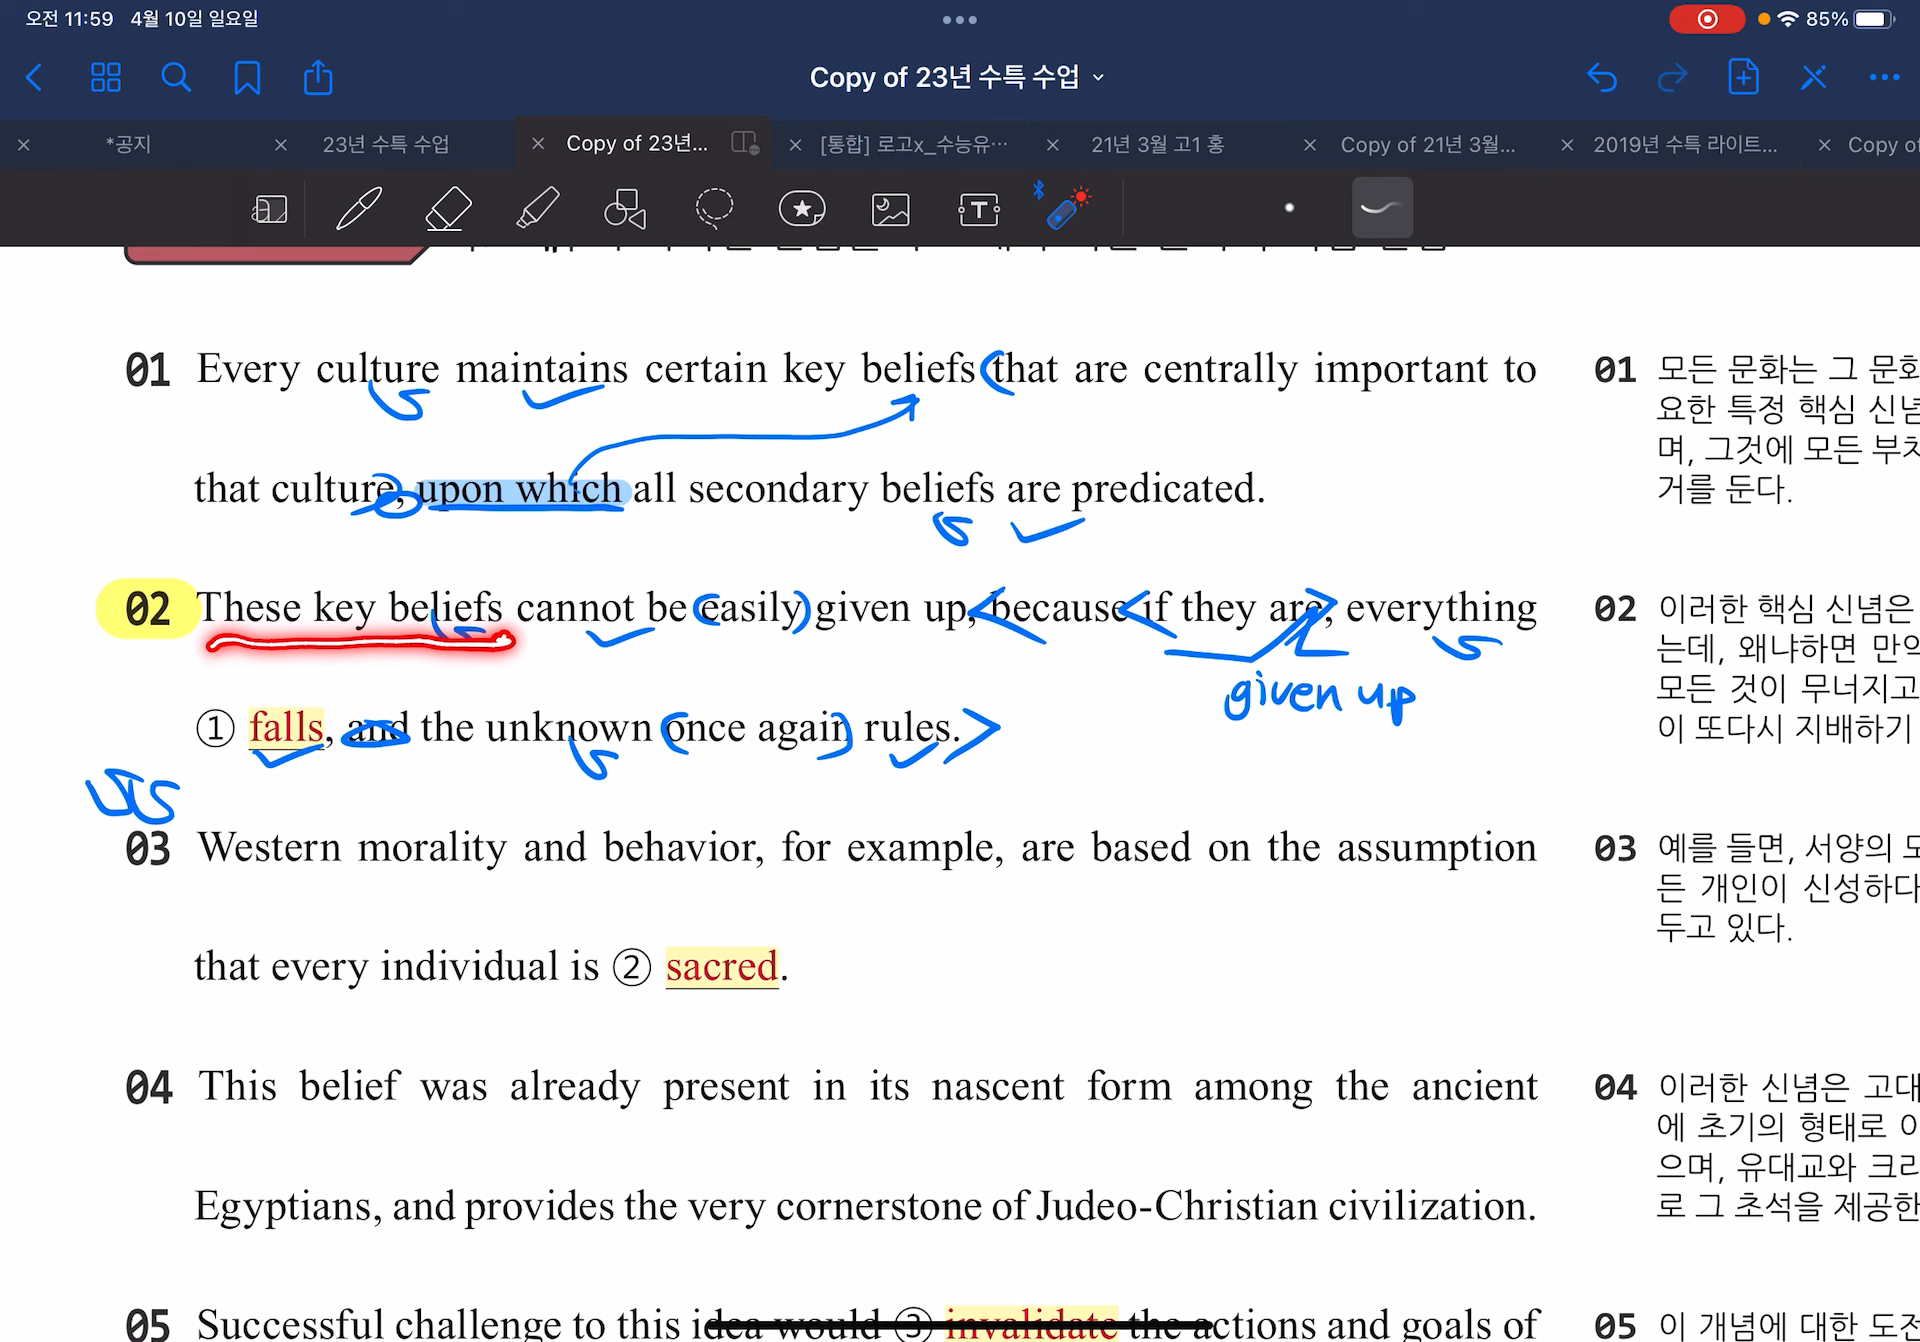 오전 11:59 4월 10일 일요일
85%
Copy of 23년 수특 수업
*공지
23년 수특 수업
Copy of 23년...
[통합] 로고x_수능유...
21년 3월 고1 홍
Copy of 21년 3월...
2019년 수특 라이트...
Copy of
01 Every culture maintains certain key beliefs that are centrally important to
that culture, upon which all secondary beliefs are predicated.
02 These key beliefs cannot be easily given up, because if they are, everything
given up
① falls, and the unknown once again rules.
03 Western morality and behavior, for example, are based on the assumption
that every individual is ② sacred.
04 This belief was already present in its nascent form among the ancient
Egyptians, and provides the very cornerstone of Judeo-Christian civilization.
05 Successful challenge to this idea would ③ invalidate the actions and goals of
01 모든 문화는 그 문화
요한 특정 핵심 신념
며, 그것에 모든 부차
거를 둔다.
02 이러한 핵심 신념은
는데, 왜냐하면 만약
모든 것이 무너지고
이 또다시 지배하기
03 예를 들면, 서양의 도
든 개인이 신성하다
두고 있다.
04 이러한 신념은 고대
에 초기의 형태로 이
으며, 유대교와 크리
로 그 초석을 제공한
05 이 개념에 대한 도전